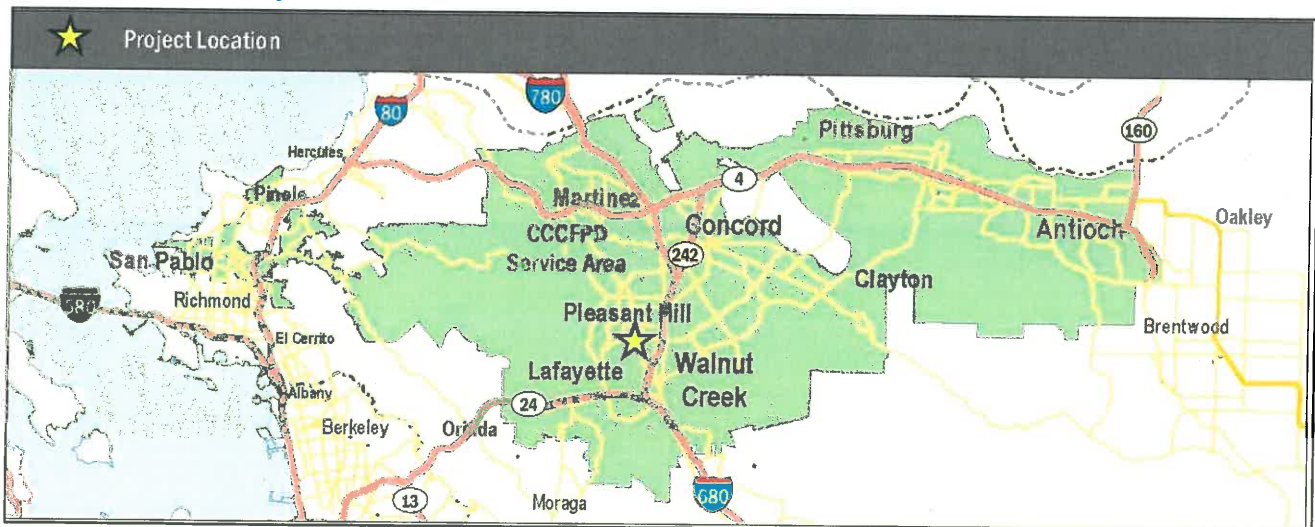 Project Location
80
780
160
Hercules
Pittsburg
4
Pinole
Martinez
Oakley
CCCFPD
Service Area
Concord
Antioch
242
San Pablo
Clayton
Richmond
580
Pleasant Hill
Brentwood
El Cerrito
Lafayette
Walnut
Creek
Albany
24
Berkeley
Orinda
13
Moraga
680